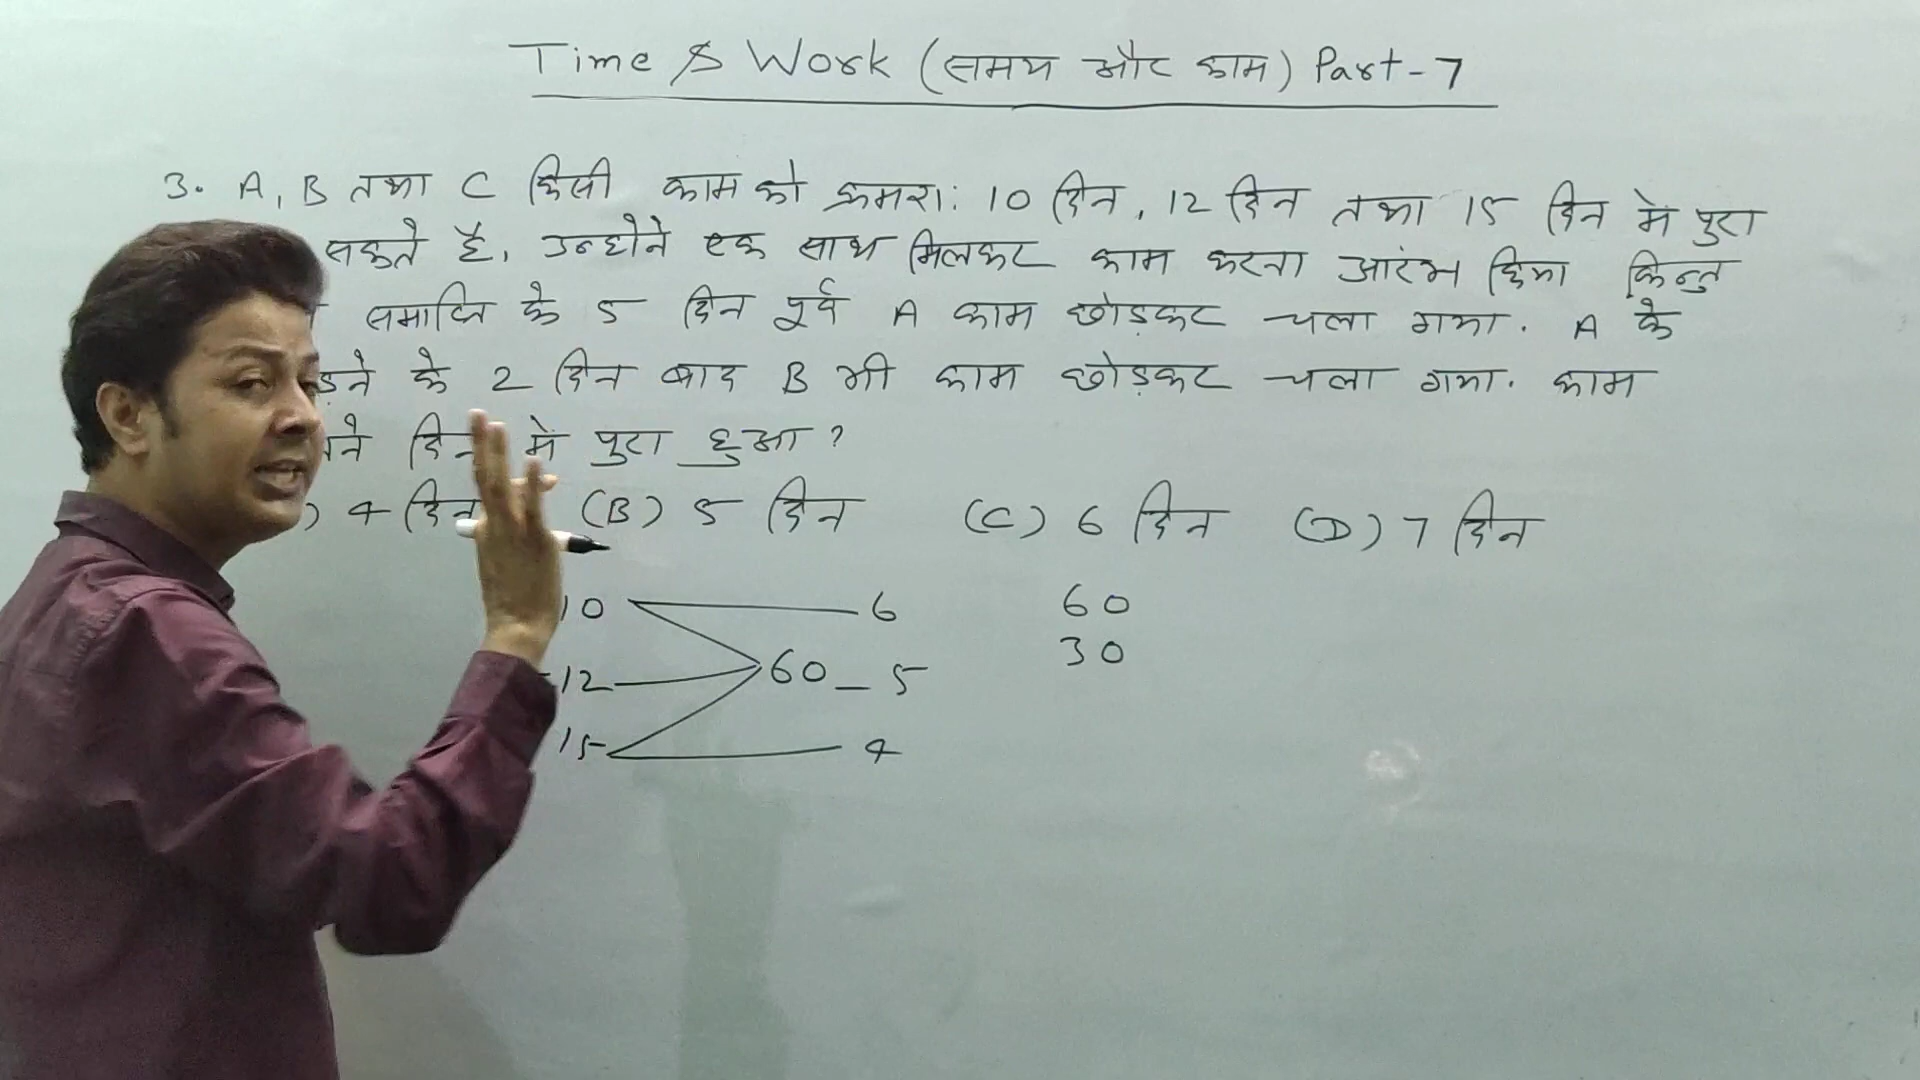 Time & Work (समय और काम) Part-7
3. A, B तथा C किसी काम को क्रमश: 10 दिन, 12 दिन तथा 15 दिन में पुरा
सकते है, उन्होने एक साथ मिलकर काम करना आरंभ किया किन्तु
समाप्ति के 5 दिन पूर्व A काम छोड़कर चला गया. A के
ड़ने के 2 दिन बाद B भी काम छोड़कर चला गया. काम
तने दिन में पुरा हुआ ?
) 4 दिन (B) 5 दिन (C) 6 दिन (D) 7 दिन
10 6 60
30
12 60 5
15 4